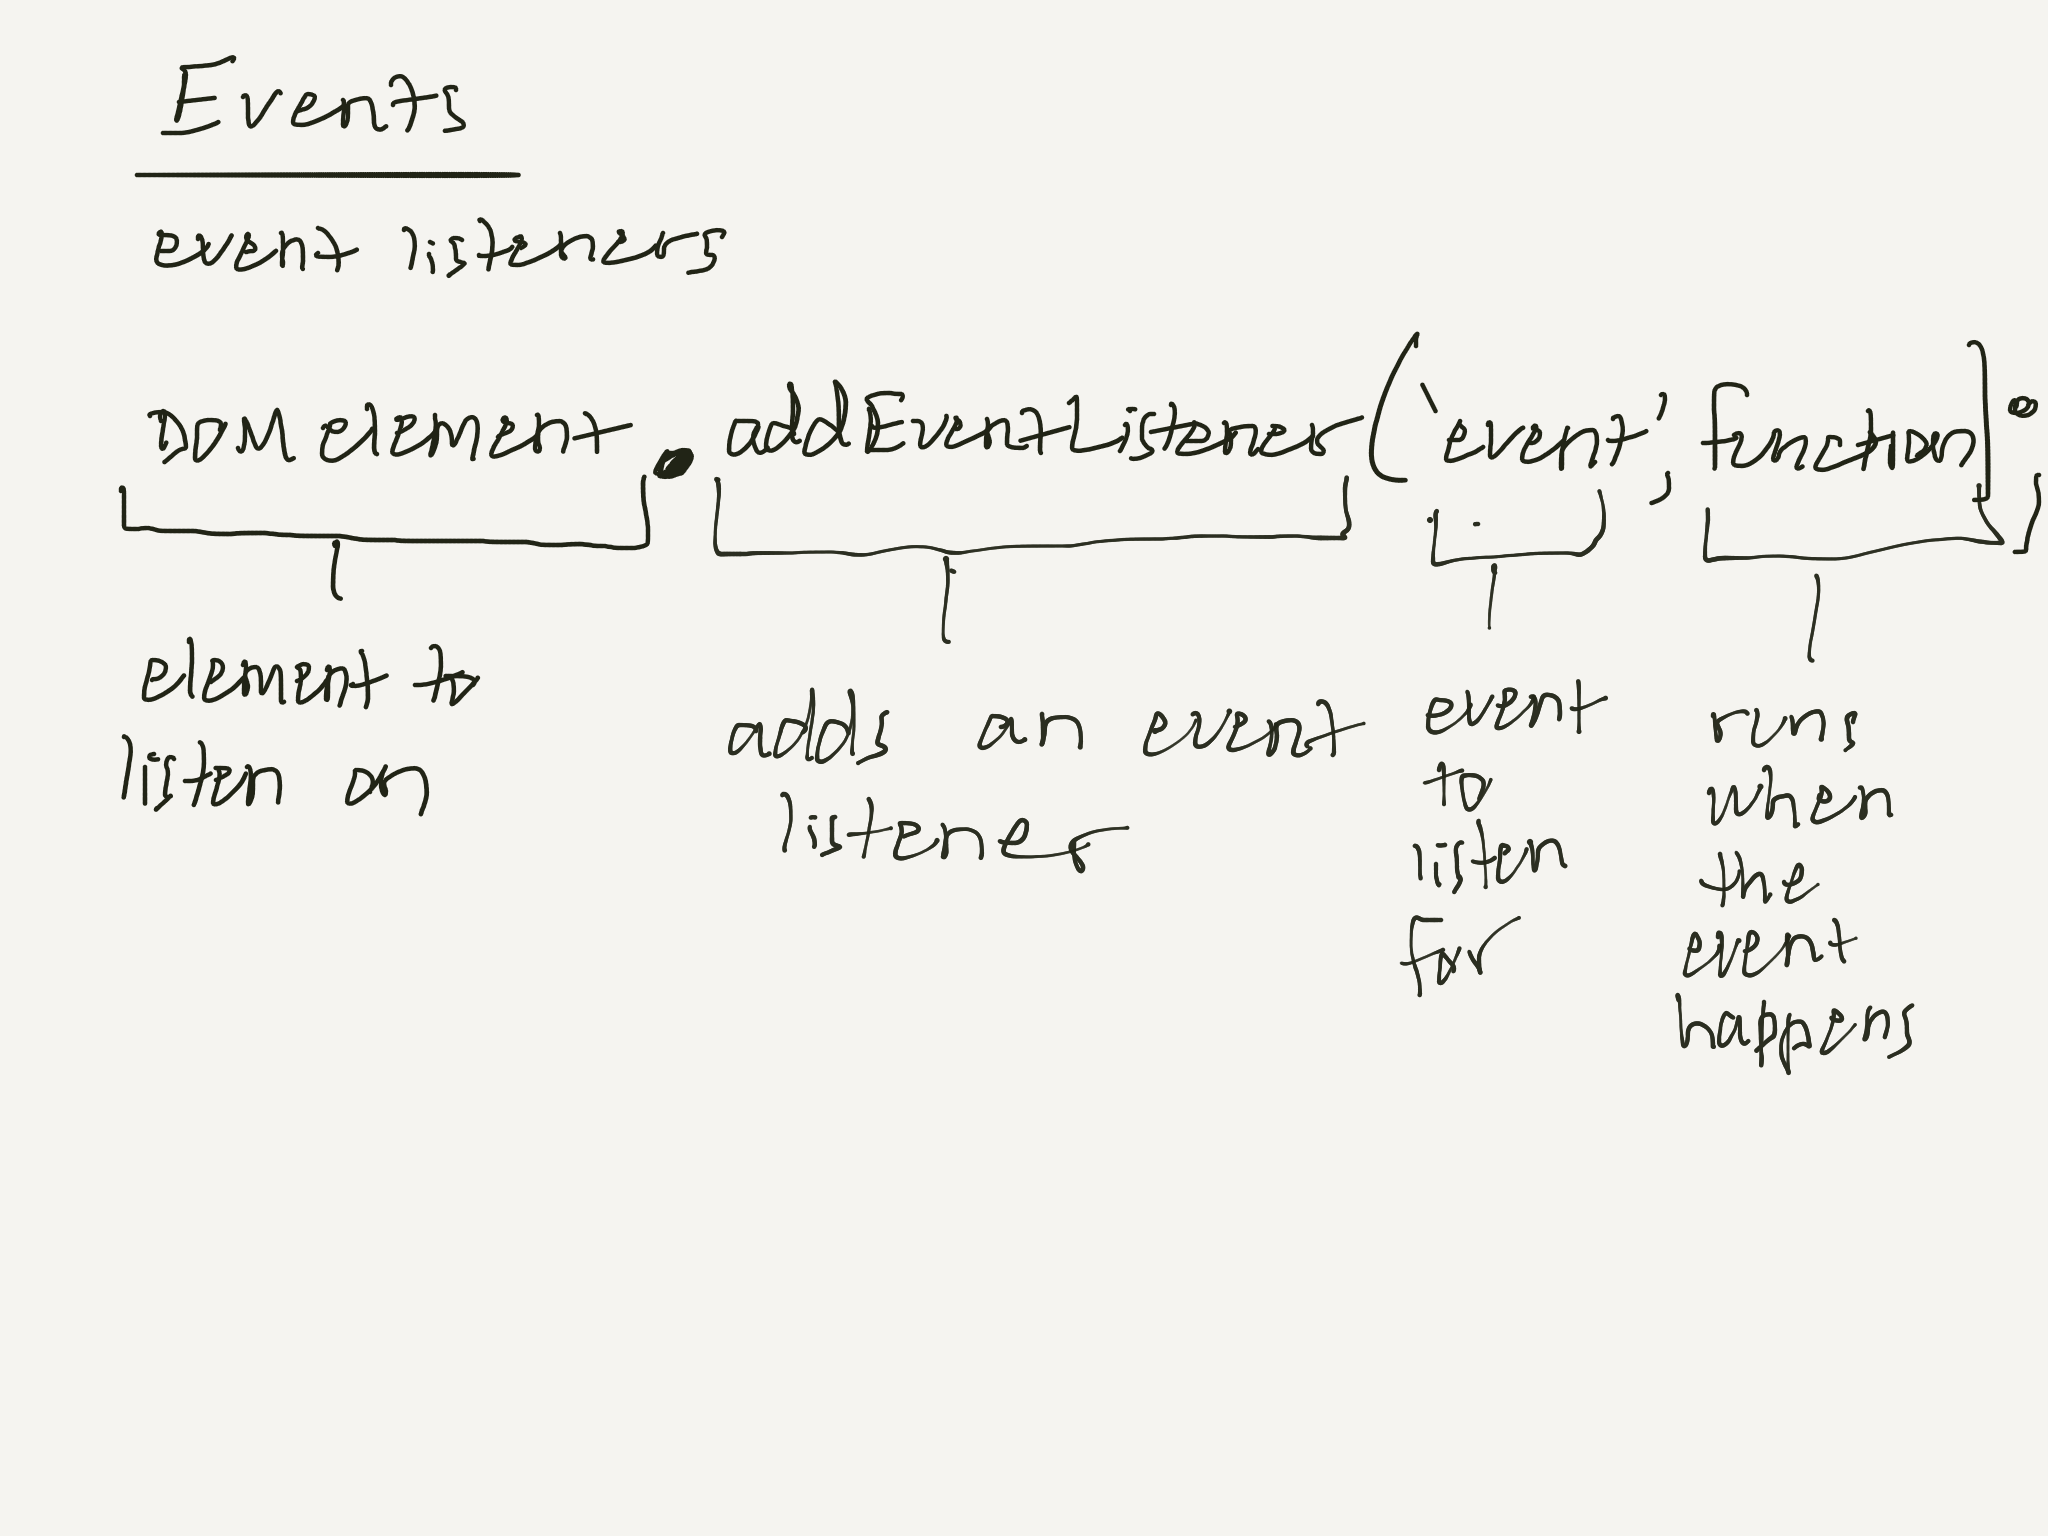 Events
event listeners
DOM element.addEventListener('event', function);
element to
listen on
adds an event
listener
event
to
listen
for
runs
when
the
event
happens